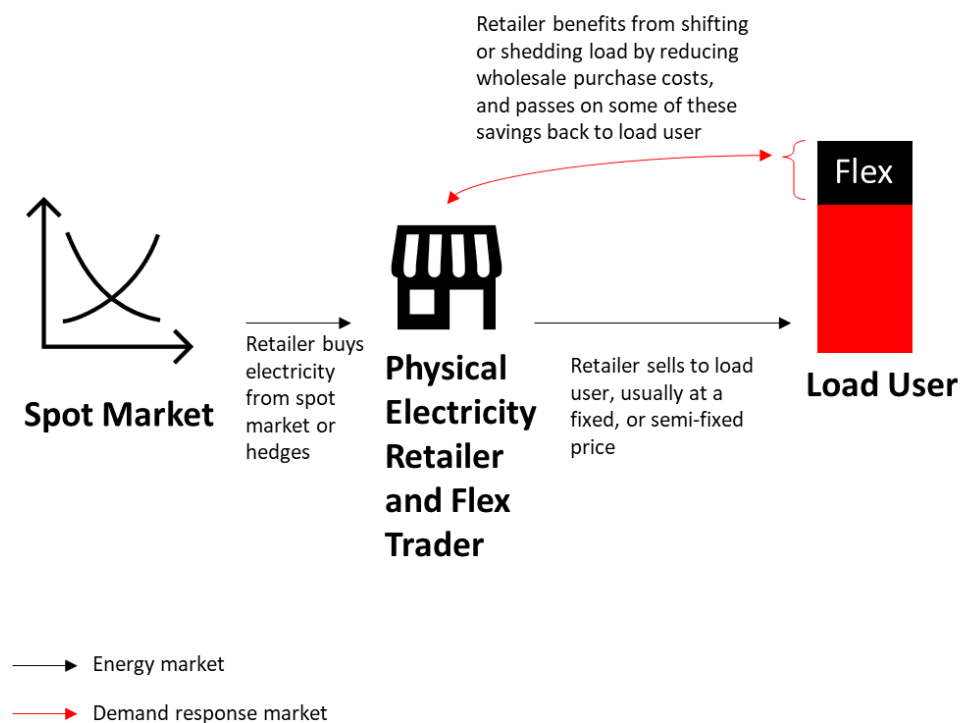 Retailer benefits from shifting
or shedding load by reducing
wholesale purchase costs,
and passes on some of these
savings back to load user
Flex
Spot Market
Retailer buys
electricity
from spot
market or
hedges
Physical
Electricity
Retailer
and Flex
Trader
Retailer sells to load
user, usually at a
fixed, or semi-fixed
price
Load User
Energy market
Demand response market